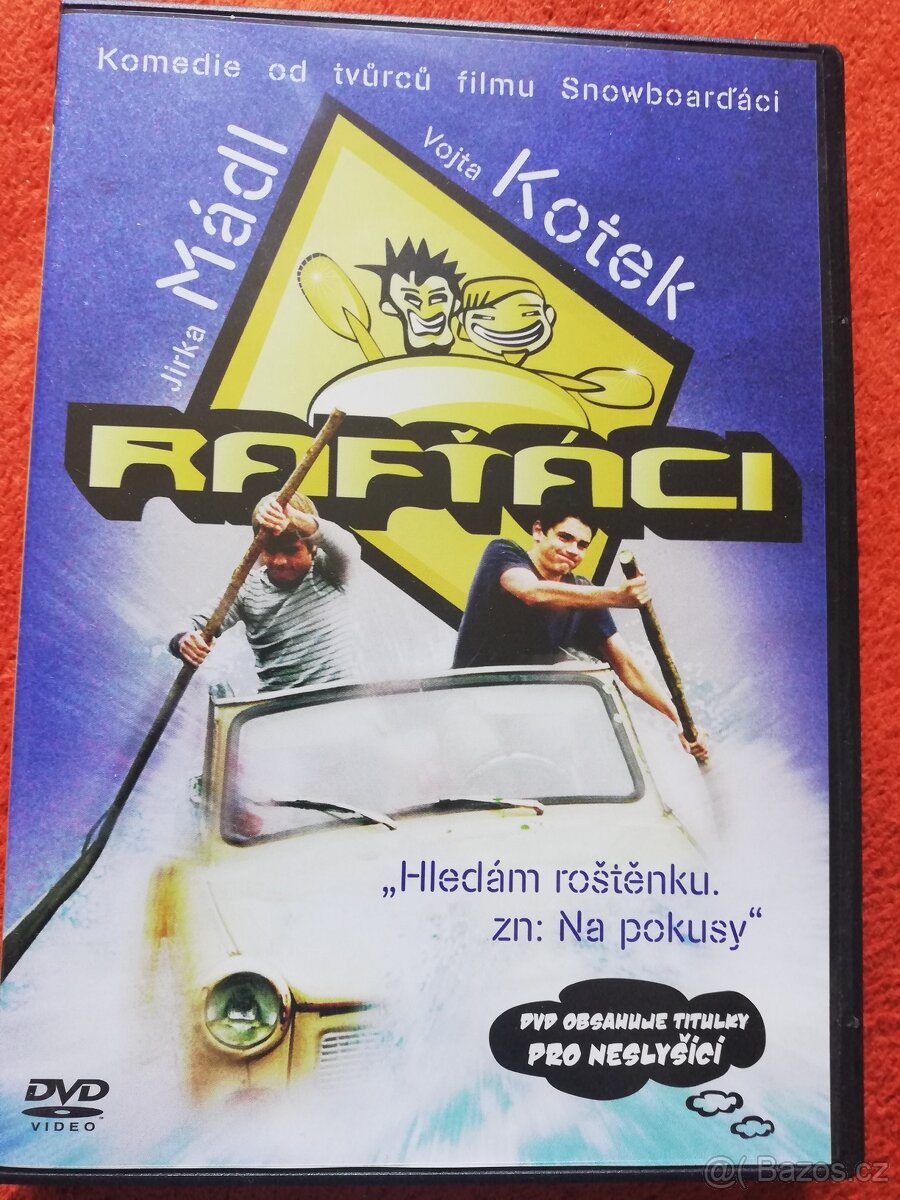 Komedie od tvůrců filmu Snowboarďáci
Jirka Mádl
Vojta Kotek
RAFŤÁCI
„Hledám roštěnku.
zn: Na pokusy“
DVD OBSAHUJE TITULKY
PRO NESLYŠÍCÍ
DVD
VIDEO
@( Bazos.cz